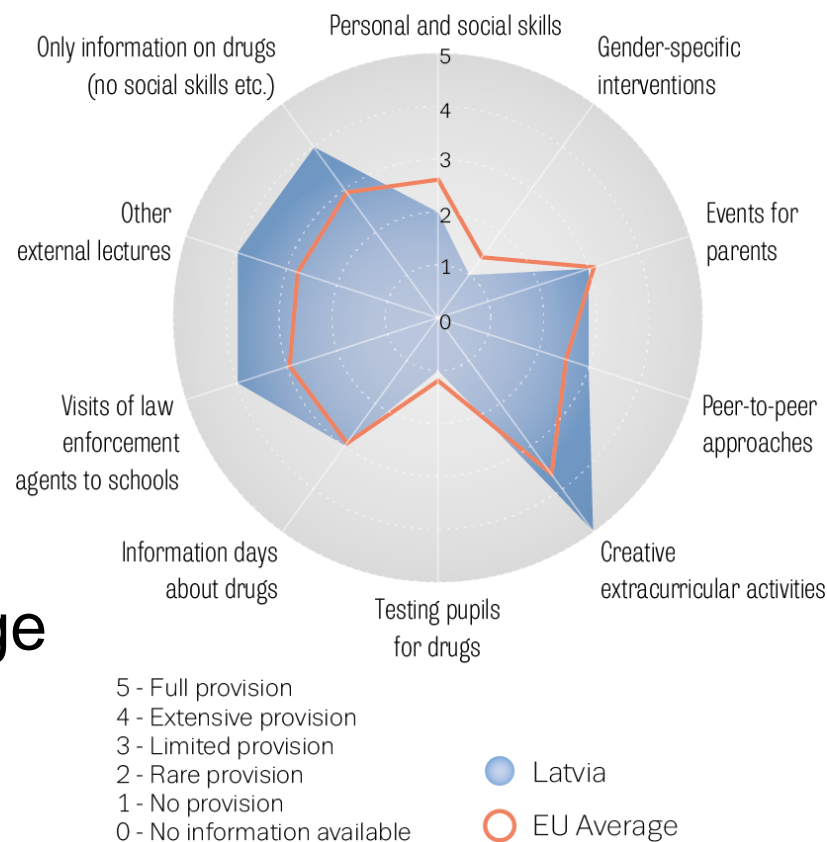 Personal and social skills
Only information on drugs
(no social skills etc.)
Gender-specific
interventions
5
4
3
2
1
0
Other
external lectures
Events for
parents
Visits of law
enforcement
agents to schools
Peer-to-peer
approaches
Information days
about drugs
Creative
extracurricular activities
Testing pupils
for drugs
ge
5 - Full provision
4 - Extensive provision
3 - Limited provision
2 - Rare provision
1 - No provision
0 - No information available
Latvia
EU Average